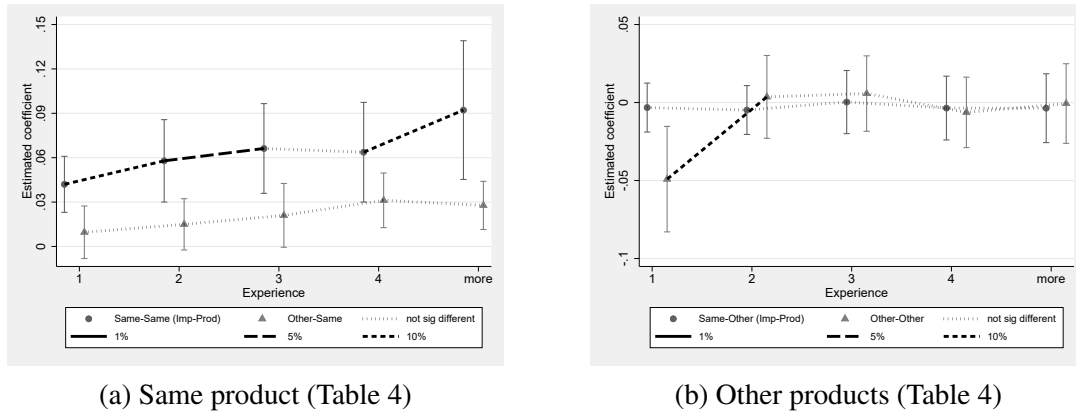 .15
.12
.09
.06
.03
0
Estimated coefficient
1 2 3 4 more
Experience
Same-Same (Imp-Prod) Other-Same not sig different
1% 5% 10%
(a) Same product (Table 4)
.05
0
-.05
-.1
Estimated coefficient
1 2 3 4 more
Experience
Same-Other (Imp-Prod) Other-Other not sig different
1% 5% 10%
(b) Other products (Table 4)